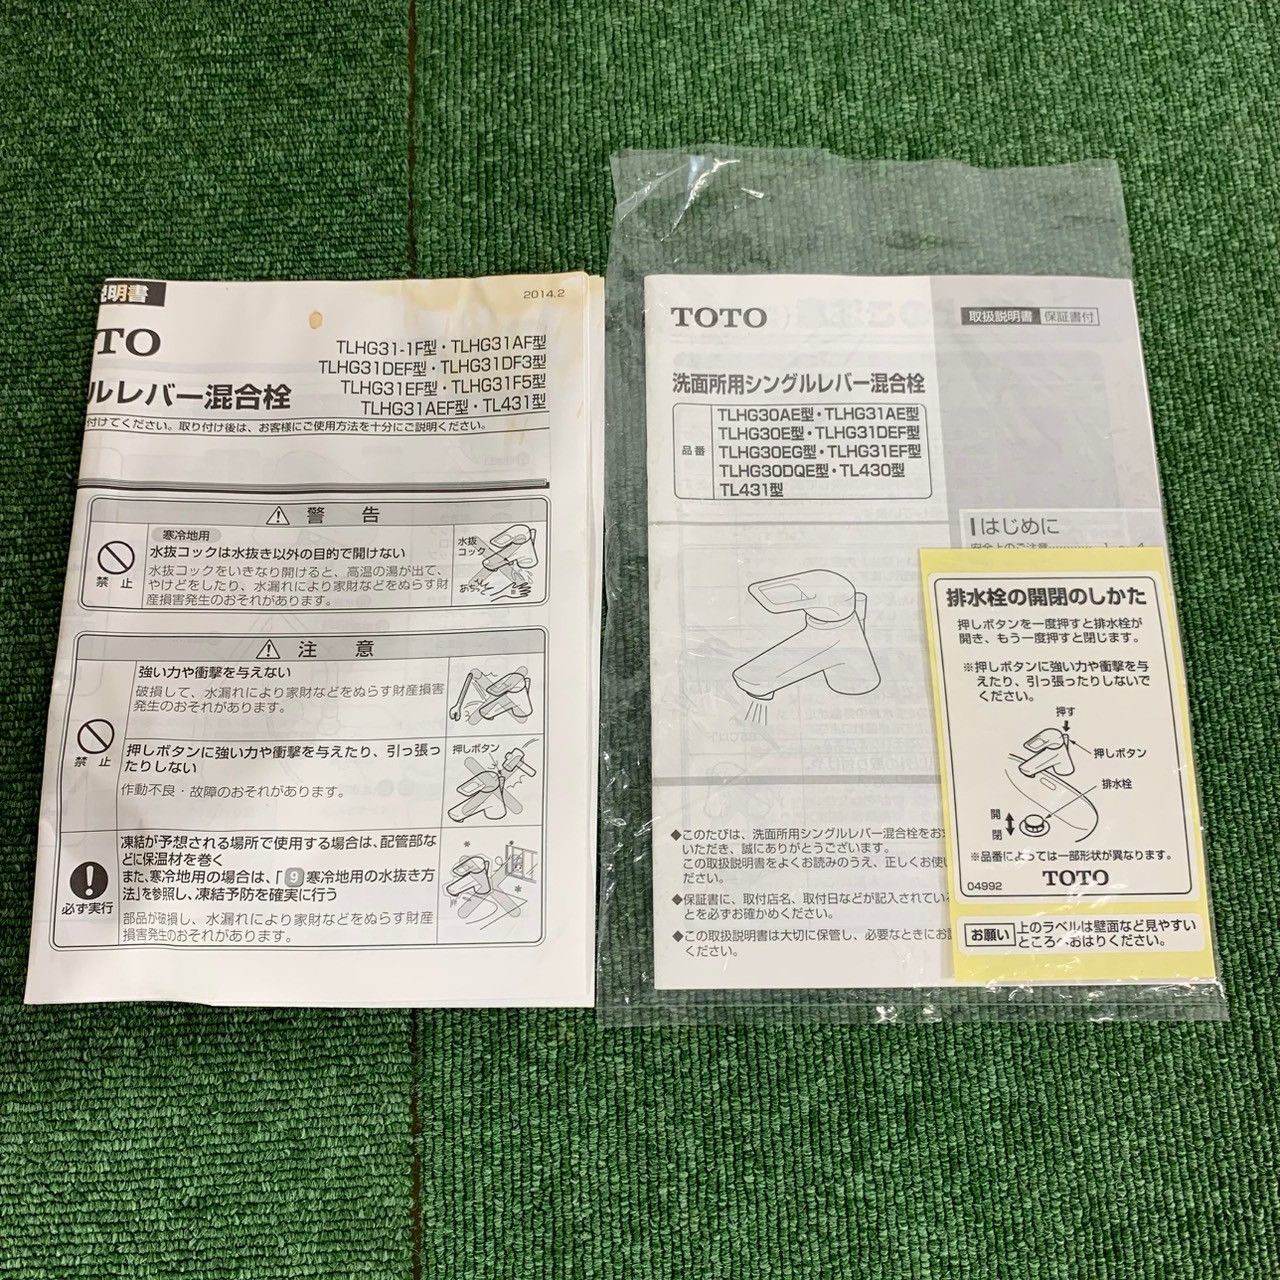 説明書
2014.2
TO
TLHG31-1F型・TLHG31AF型
TLHG31DEF型・TLHG31DF3型
TLHG31EF型・TLHG31F5型
TLHG31AEF型・TL431型
ルレバー混合栓
付けてください。取り付け後は、お客様にご使用方法を十分にご説明ください。
警告
寒冷地用
水抜コックは水抜き以外の目的で開けない
水抜コックをいきなり開けると、高温の湯が出て、
やけどをしたり、水漏れにより家財などをぬらす財
産損害発生のおそれがあります。
禁止
水抜
コック
注意
強い力や衝撃を与えない
破損して、水漏れにより家財などをぬらす財産損害
発生のおそれがあります。
禁止
押しボタンに強い力や衝撃を与えたり、引っ張っ
たりしない
作動不良・故障のおそれがあります。
押しボタン
凍結が予想される場所で使用する場合は、配管部な
どに保温材を巻く
また、寒冷地用の場合は、「9寒冷地用の水抜き方
法」を参照し、凍結予防を確実に行う
部品が破損し、水漏れにより家財などをぬらす財産
損害発生のおそれがあります。
必ず実行
TOTO
取扱説明書 保証書付
洗面所用シングルレバー混合栓
品番
TLHG30AE型・TLHG31AE型
TLHG30E型・TLHG31DEF型
TLHG30EG型・TLHG31EF型
TLHG30DQE型・TL430型
TL431型
はじめに
安全上のご注意
◆このたびは、洗面所用シングルレバー混合栓をお
いただき、誠にありがとうございます。
この取扱説明書をよくお読みのうえ、正しくお使い
ださい。
◆保証書に、取付店名、取付日などが記入されている
とを必ずお確かめください。
◆この取扱説明書は大切に保管し、必要なときにお
ください。
排水栓の開閉のしかた
押しボタンを一度押すと排水栓が
開き、もう一度押すと閉じます。
※押しボタンに強い力や衝撃を与
えたり、引っ張ったりしないで
ください。
押す
押しボタン
排水栓
開
閉
※品番によっては一部形状が異なります。
04992
TOTO
お願い
上のラベルは壁面など見やすい
ところへおはりください。